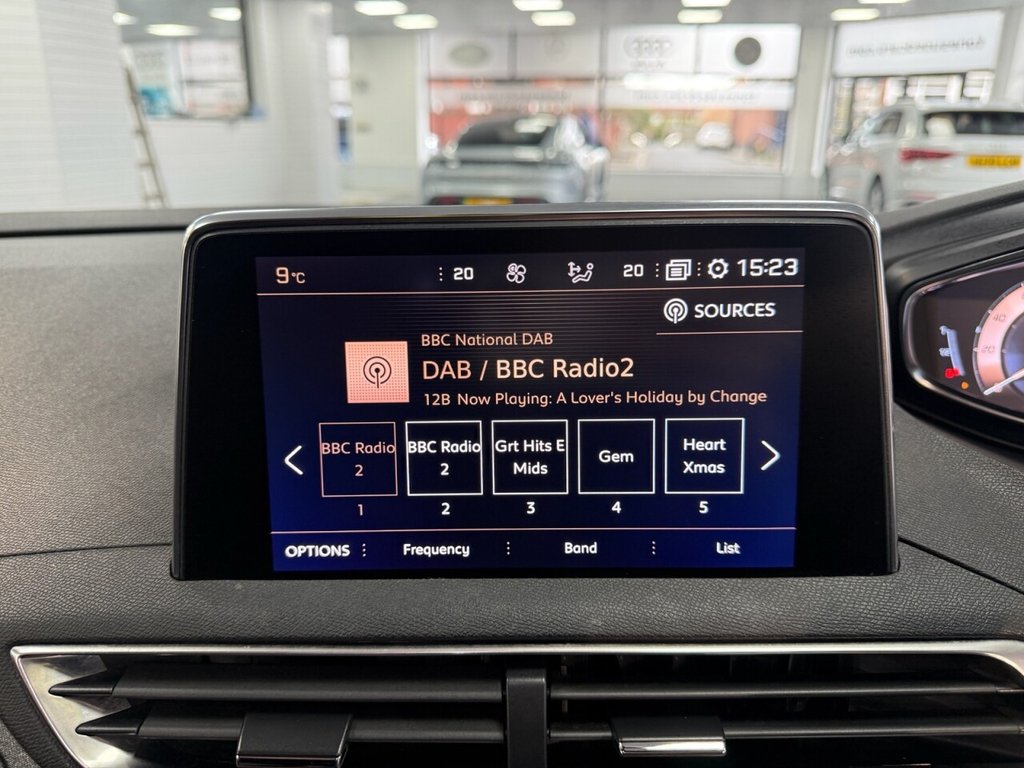 9°C
20
20
15:23
SOURCES
BBC National DAB
DAB / BBC Radio2
12B Now Playing: A Lover's Holiday by Change
BBC Radio
2
BBC Radio
2
Grt Hits E
Mids
Gem
Heart
Xmas
1
2
3
4
5
OPTIONS
Frequency
Band
List
40
20